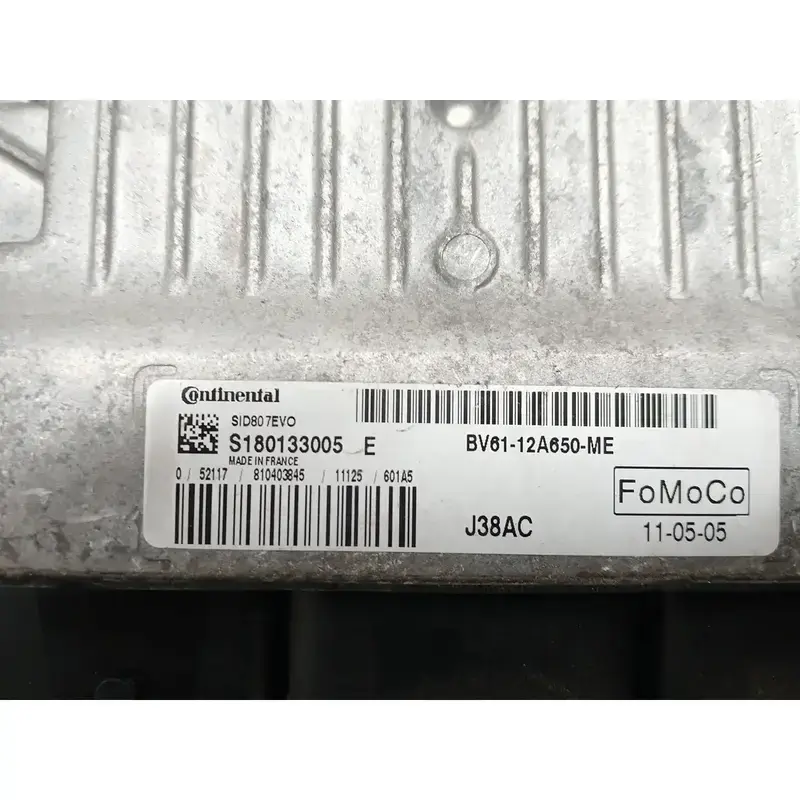 Continental
SID807EVO
S180133005 E
MADE IN FRANCE
0 / 52117 / 810403845 / 11125 / 601A5
BV61-12A650-ME
FoMoCo
J38AC
11-05-05